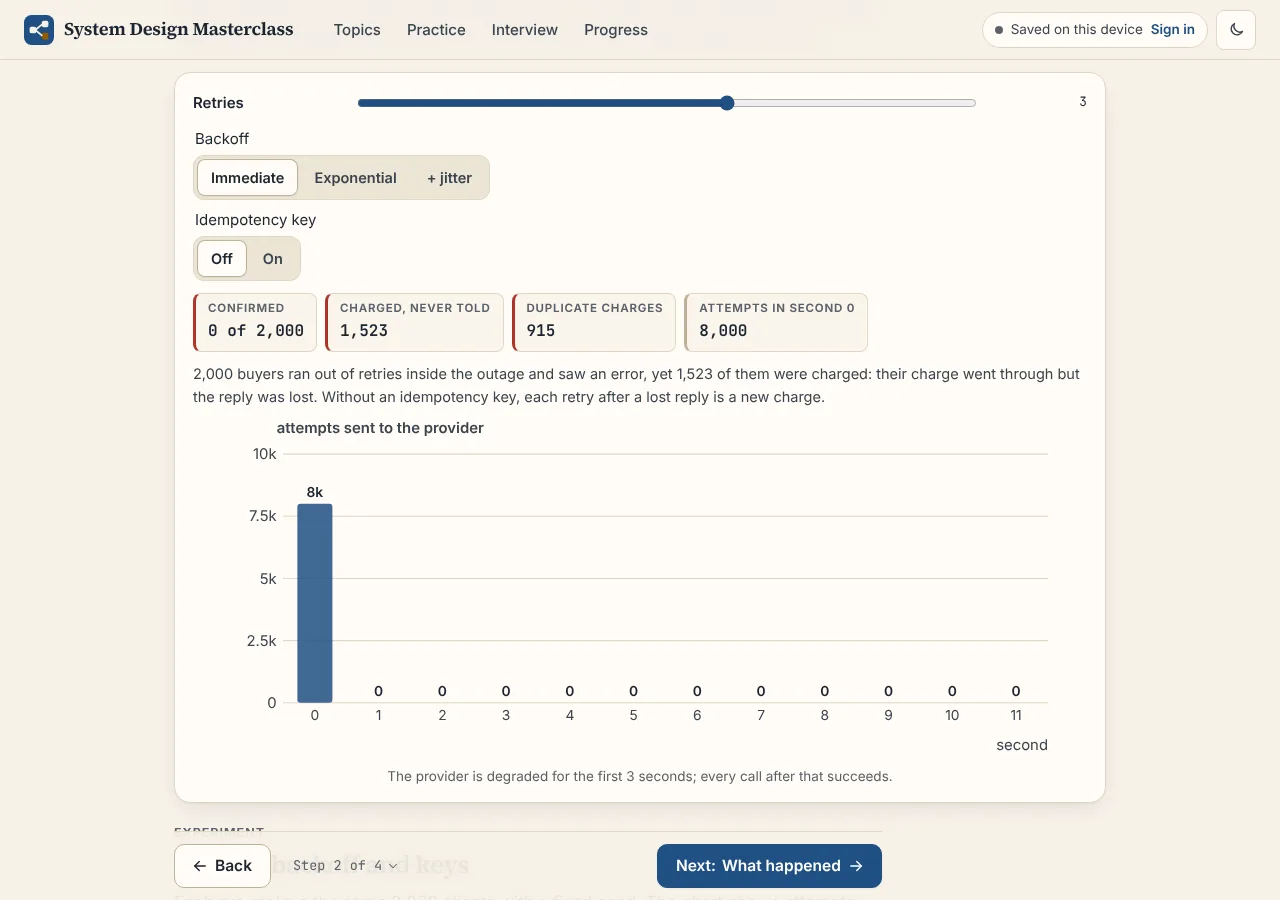 System Design Masterclass
Topics
Practice
Interview
Progress
Saved on this device
Sign in
Retries
3
Backoff
Immediate
Exponential
+ jitter
Idempotency key
Off
On
CONFIRMED
0 of 2,000
CHARGED, NEVER TOLD
1,523
DUPLICATE CHARGES
915
ATTEMPTS IN SECOND 0
8,000
2,000 buyers ran out of retries inside the outage and saw an error, yet 1,523 of them were charged: their charge went through but
the reply was lost. Without an idempotency key, each retry after a lost reply is a new charge.
attempts sent to the provider
10k
7.5k
5k
2.5k
0
8k
0 0 0 0 0 0 0 0 0 0 0
0 1 2 3 4 5 6 7 8 9 10 11
second
The provider is degraded for the first 3 seconds; every call after that succeeds.
EXPERIMENT
← Back
Step 2 of 4
backoff and keys
Next: What happened →